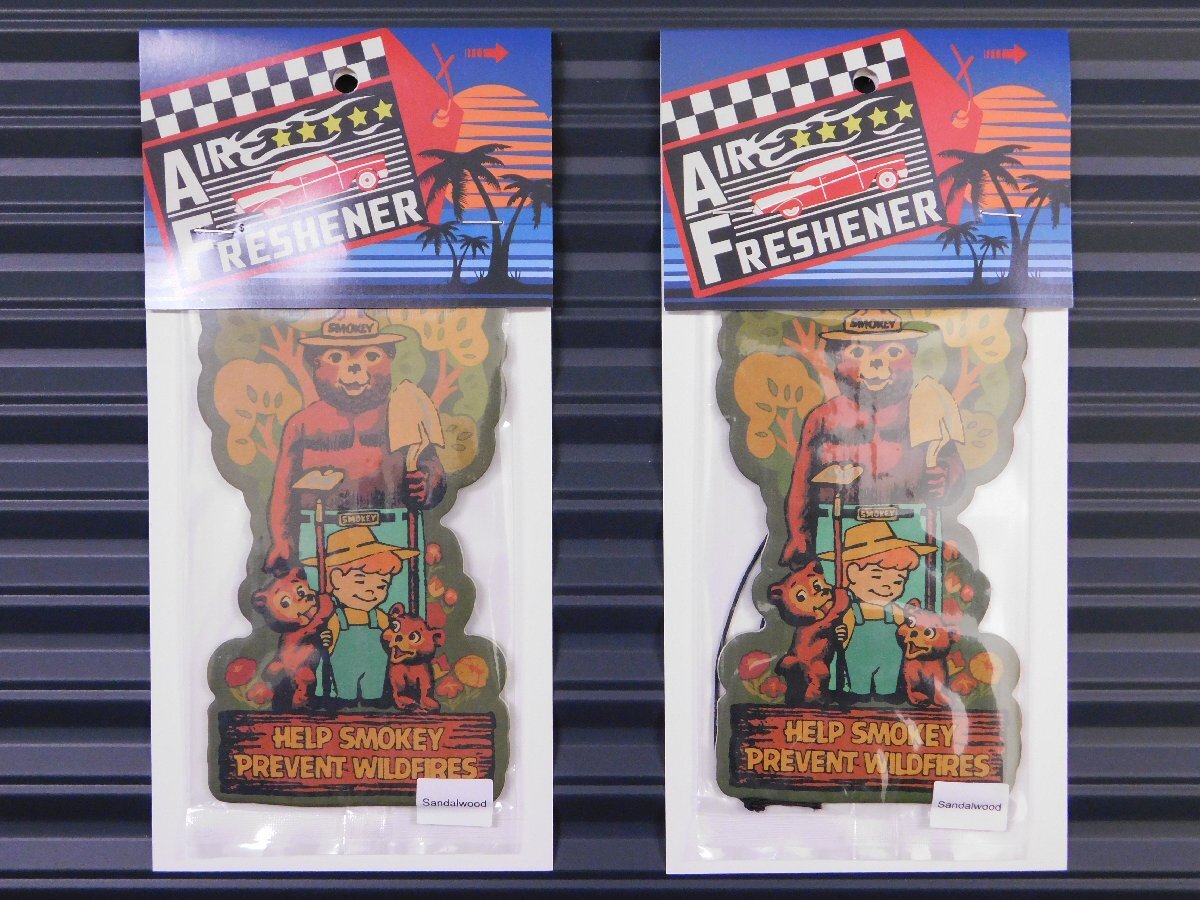 AIR
FRESHENER
SMOKEY
SMOKEY
HELP SMOKEY
PREVENT WILDFIRES
Sandalwood
AIR
FRESHENER
SMOKEY
SMOKEY
HELP SMOKEY
PREVENT WILDFIRES
Sandalwood